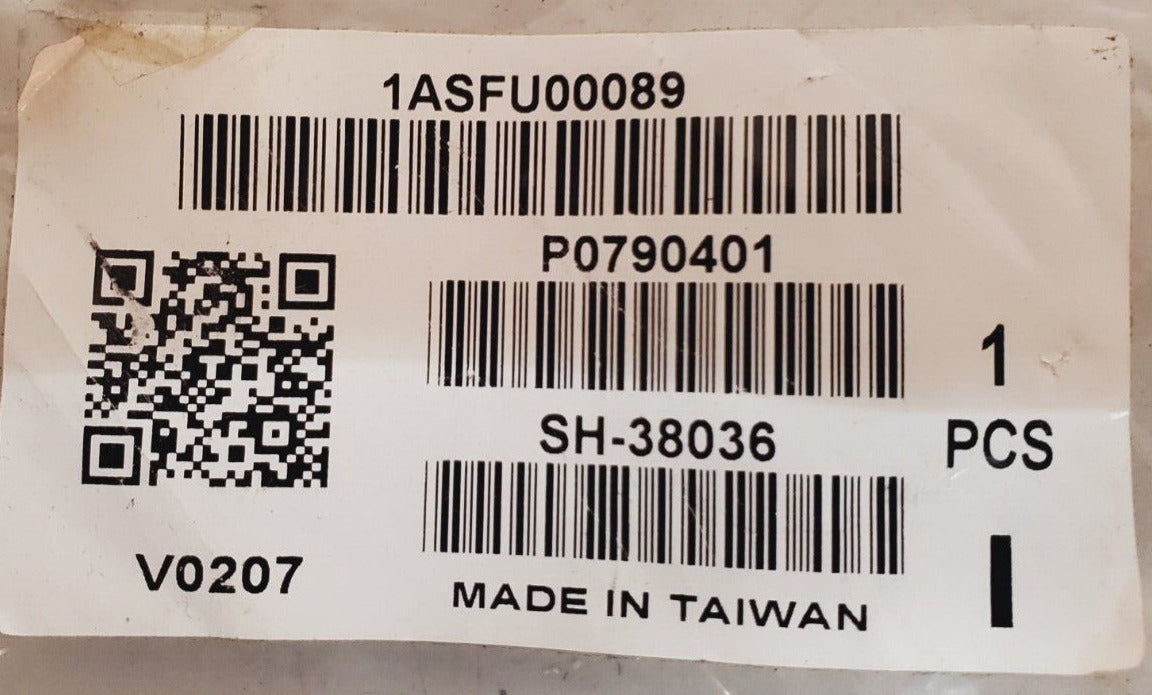 1ASFU00089
P0790401
1
SH-38036
PCS
V0207
MADE IN TAIWAN
I